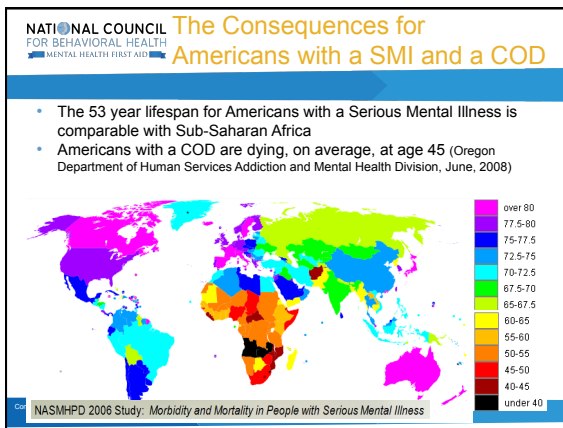 NATIONAL COUNCIL
FOR BEHAVIORAL HEALTH
MENTAL HEALTH FIRST AID
The Consequences for
Americans with a SMI and a COD
• The 53 year lifespan for Americans with a Serious Mental Illness is
comparable with Sub-Saharan Africa
• Americans with a COD are dying, on average, at age 45 (Oregon
Department of Human Services Addiction and Mental Health Division, June, 2008)
over 80
77.5-80
75-77.5
72.5-75
70-72.5
67.5-70
65-67.5
60-65
55-60
50-55
45-50
40-45
under 40
NASMHPD 2006 Study: Morbidity and Mortality in People with Serious Mental Illness